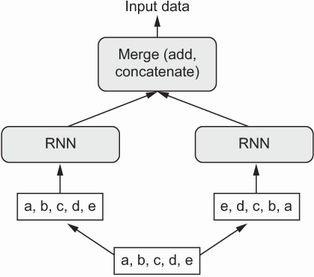 Input data
Merge (add,
concatenate)
RNN
RNN
a, b, c, d, e
e, d, c, b, a
a, b, c, d, e